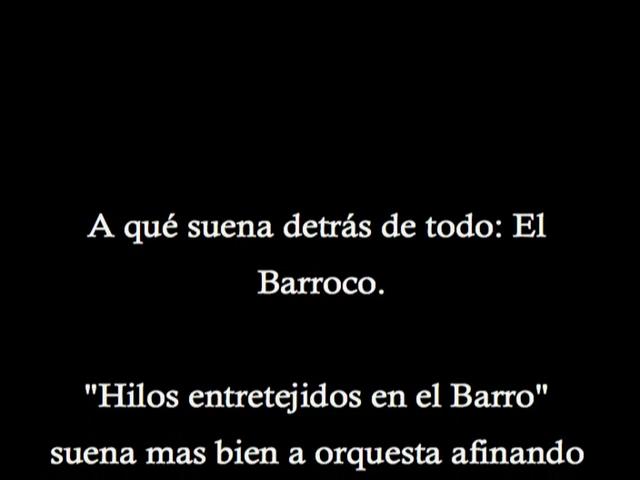 A qué suena detrás de todo: El
Barroco.
"Hilos entretejidos en el Barro"
suena mas bien a orquesta afinando